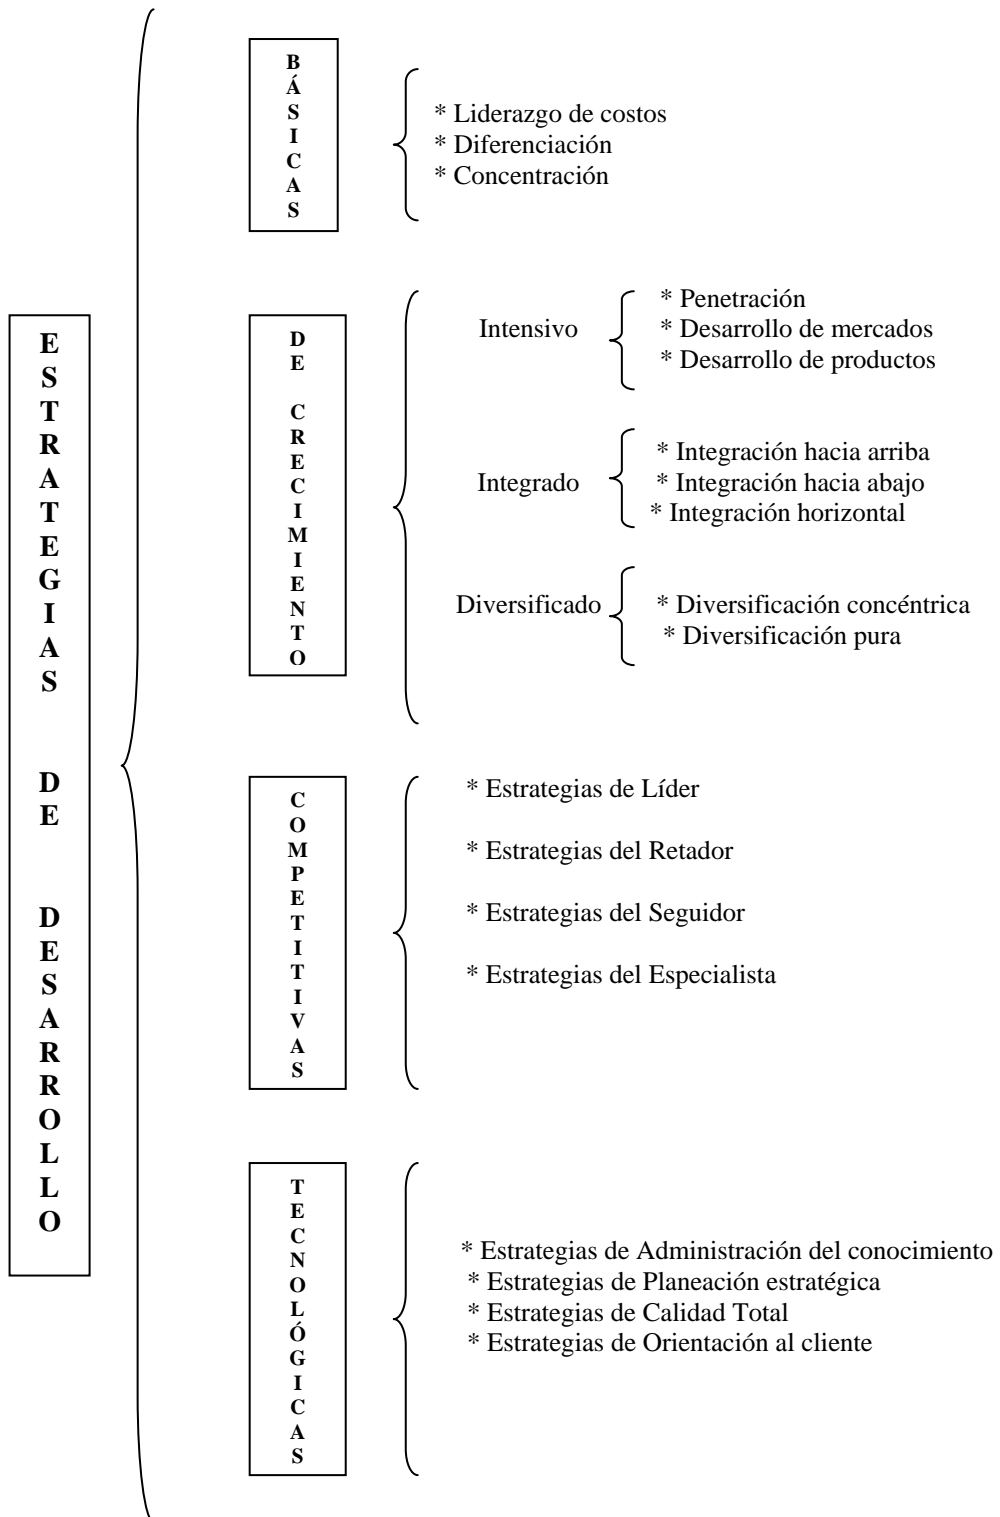 ESTRATEGIAS DE DESARROLLO
BÁSICAS
* Liderazgo de costos
* Diferenciación
* Concentración
DE CRECIMIENTO
Intensivo
* Penetración
* Desarrollo de mercados
* Desarrollo de productos
Integrado
* Integración hacia arriba
* Integración hacia abajo
* Integración horizontal
Diversificado
* Diversificación concéntrica
* Diversificación pura
COMPETITIVAS
* Estrategias de Líder
* Estrategias del Retador
* Estrategias del Seguidor
* Estrategias del Especialista
TECNOLÓGICAS
* Estrategias de Administración del conocimiento
* Estrategias de Planeación estratégica
* Estrategias de Calidad Total
* Estrategias de Orientación al cliente